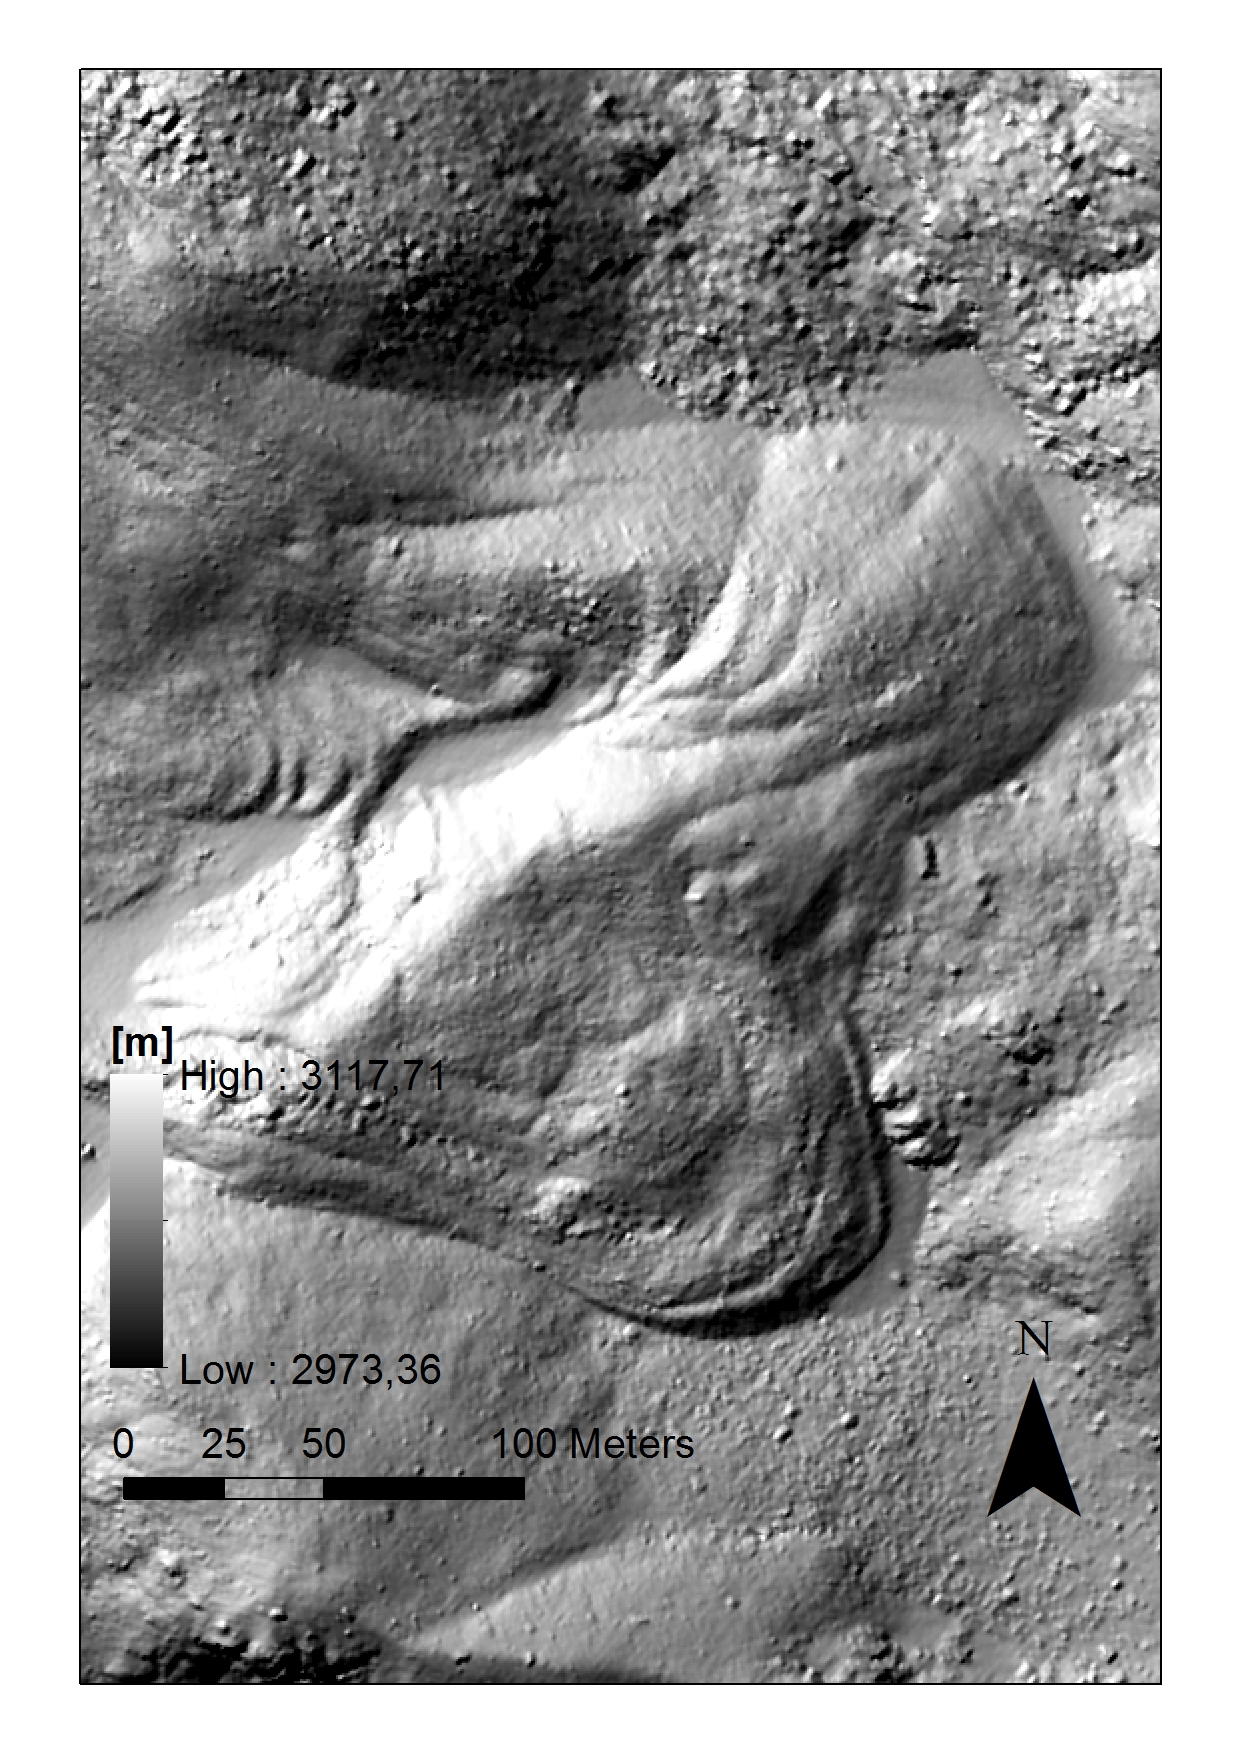 [m]
High : 3117,71
Low : 2973,36
0 25 50 100 Meters
N